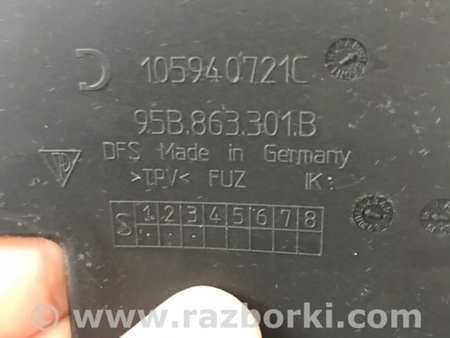 105940721C
95B.863.301.B
DFS Made in Germany
>TPV< FUZ IK:
S 1 2 3 4 5 6 7 8
© www.razborki.com